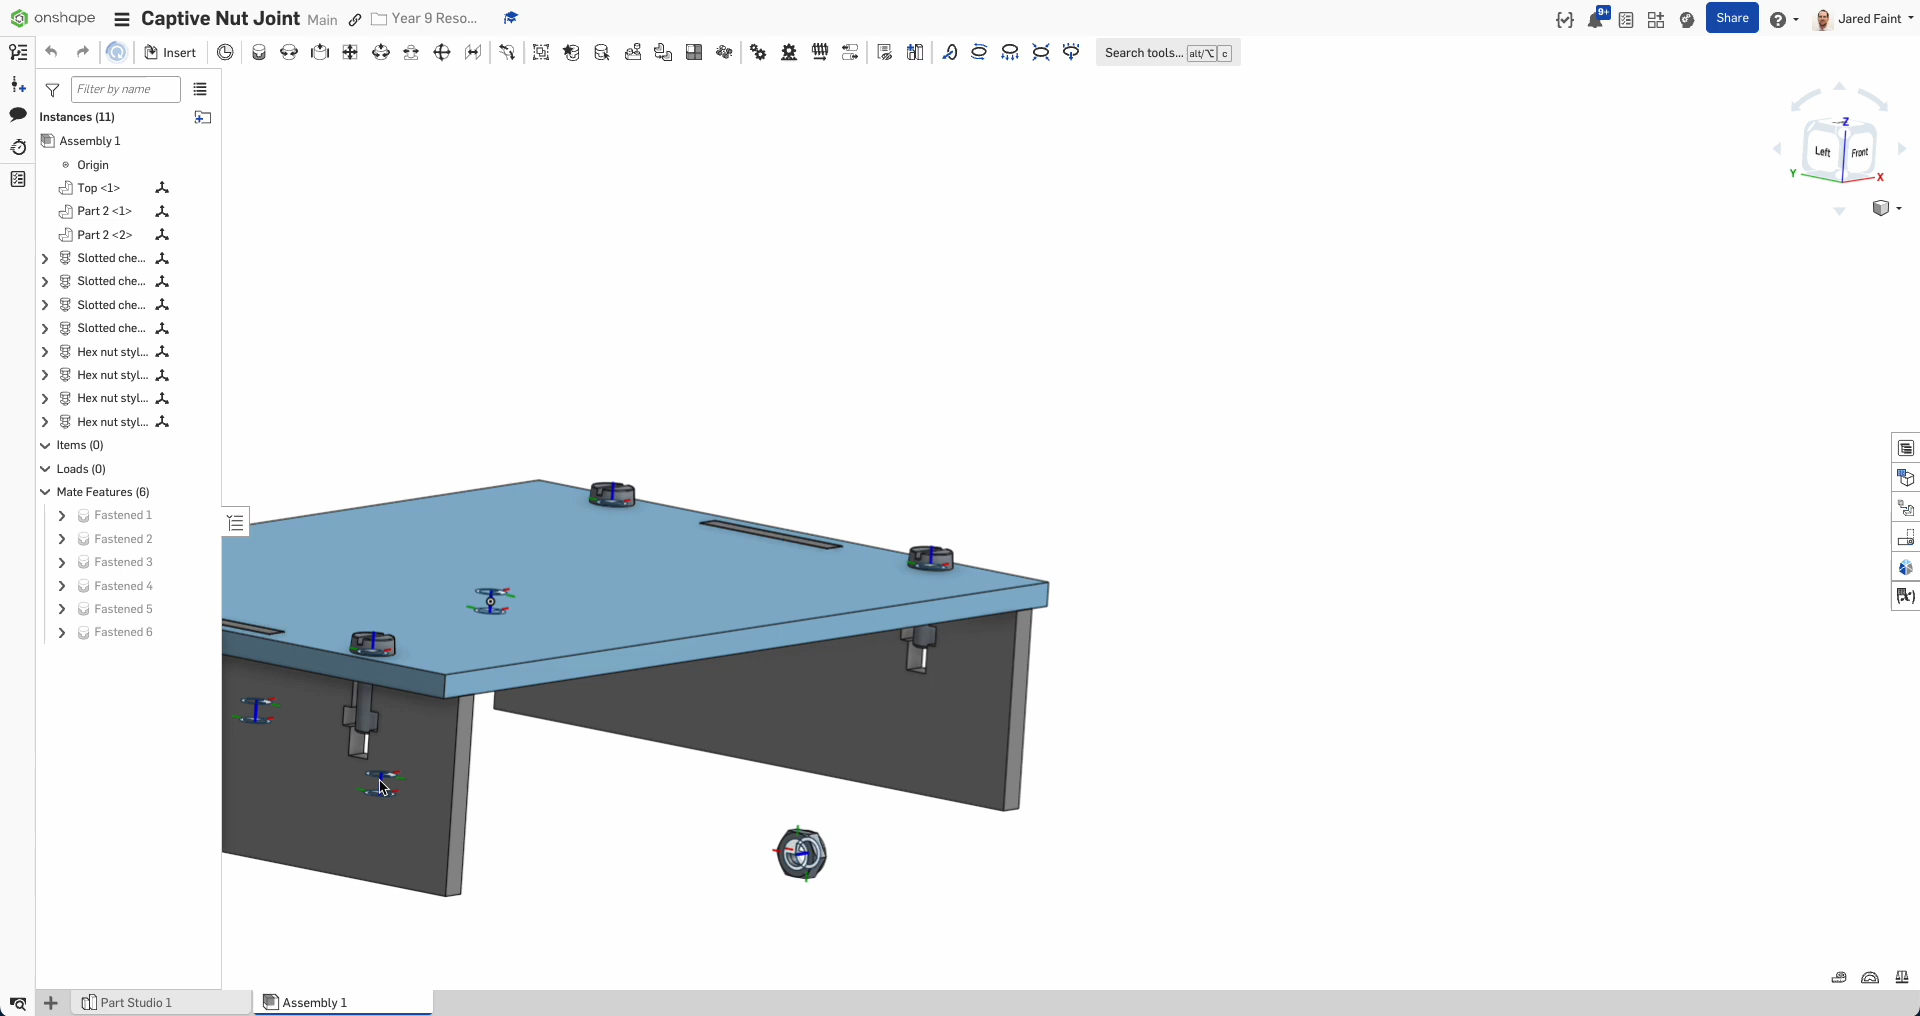 onshape Captive Nut Joint Main Year 9 Reso... 9+ Share Jared Faint
Insert Search tools... alt/⌥ c
Filter by name
Instances (11)
Assembly 1
Origin
Top <1>
Part 2 <1>
Part 2 <2>
Slotted che...
Slotted che...
Slotted che...
Slotted che...
Hex nut styl...
Hex nut styl...
Hex nut styl...
Hex nut styl...
Items (0)
Loads (0)
Mate Features (6)
Fastened 1
Fastened 2
Fastened 3
Fastened 4
Fastened 5
Fastened 6
Z
Left Front
Y X
Part Studio 1 Assembly 1